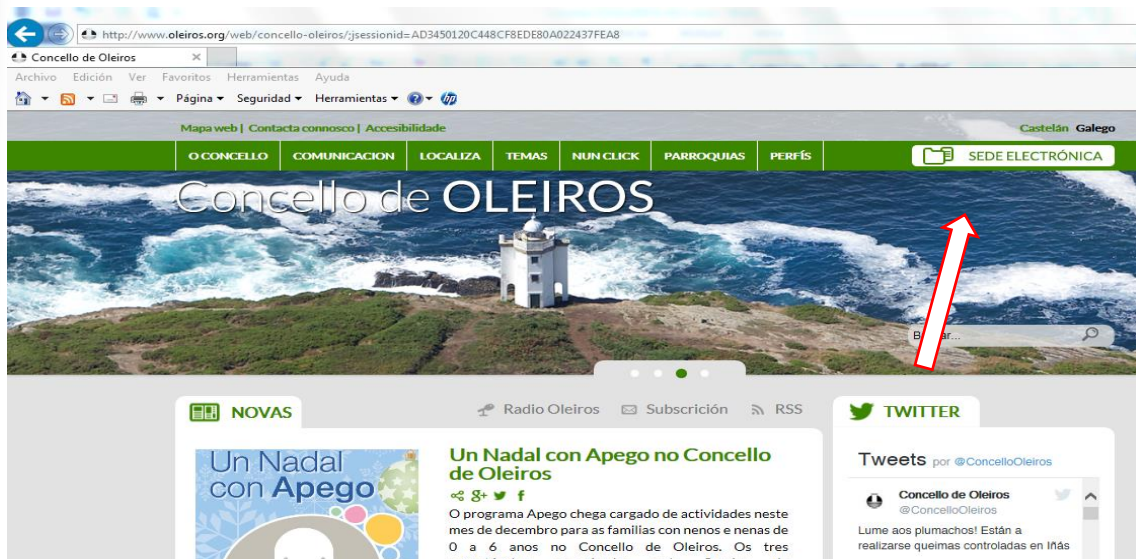 http://www.oleiros.org/web/concello-oleiros/;jsessionid=AD3450120C448CF8EDE80A022437FEA8
Concello de Oleiros ×
Archivo Edición Ver Favoritos Herramientas Ayuda
Página Seguridad Herramientas
Mapa web | Contacta connosco | Accesibilidade
Castelán Galego
O CONCELLO COMUNICACION LOCALIZA TEMAS NUN CLICK PARROQUIAS PERFÍS
SEDE ELECTRÓNICA
Concello de OLEIROS
NOVAS
Radio Oleiros Subscrición RSS
TWITTER
Un Nadal
con Apego
Un Nadal con Apego no Concello
de Oleiros
O programa Apego chega cargado de actividades neste
mes de decembro para as familias con nenos e nenas de
0 a 6 anos no Concello de Oleiros. Os tres
Tweets por @ConcelloOleiros
Concello de Oleiros
@ConcelloOleiros
Lume aos plumachos! Están a
realizarse queimas controladas en Iñás